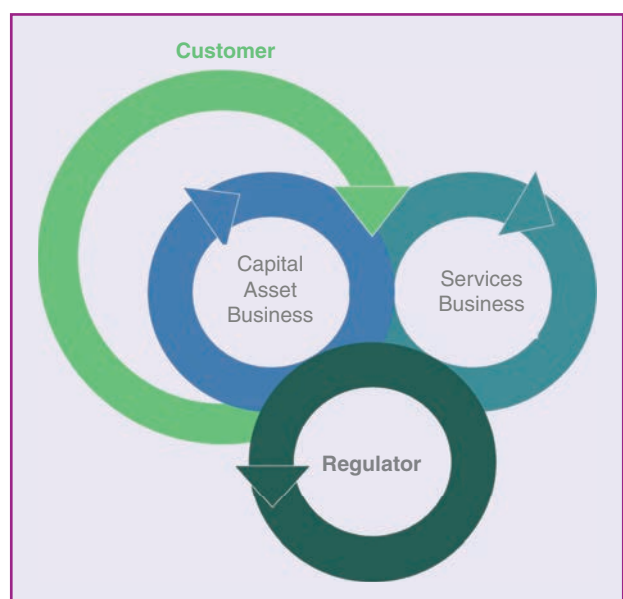 Customer
Capital
Asset
Business
Services
Business
Regulator